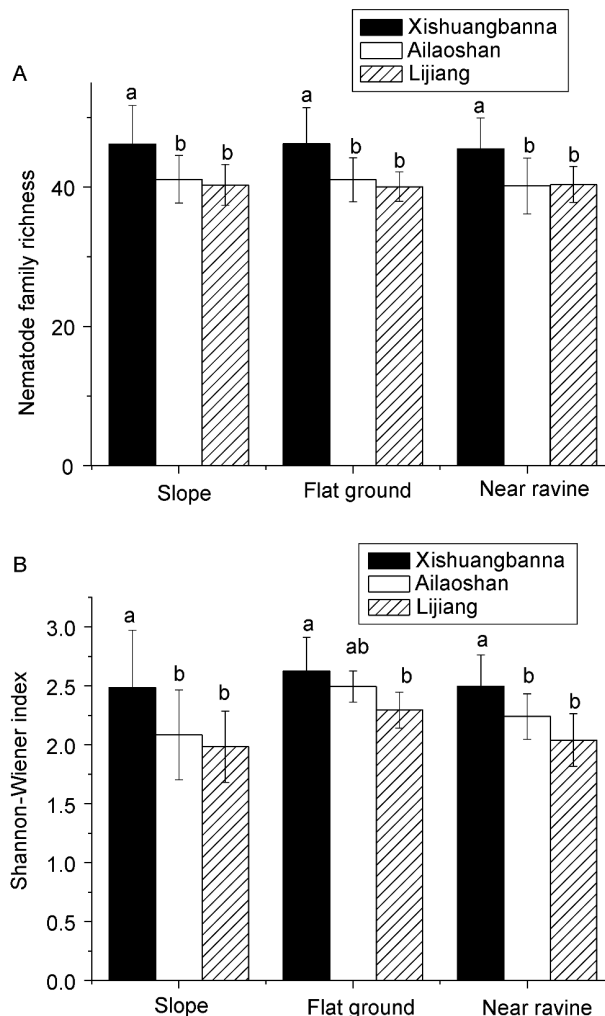 A
Xishuangbanna
Ailaoshan
Lijiang
a
b
b
a
b
b
a
b
b
40
20
0
Nematode family richness
Slope
Flat ground
Near ravine
B
Xishuangbanna
Ailaoshan
Lijiang
a
b
b
a
ab
b
a
b
b
3.0
2.5
2.0
1.5
1.0
0.5
0.0
Shannon-Wiener index
Slope
Flat ground
Near ravine